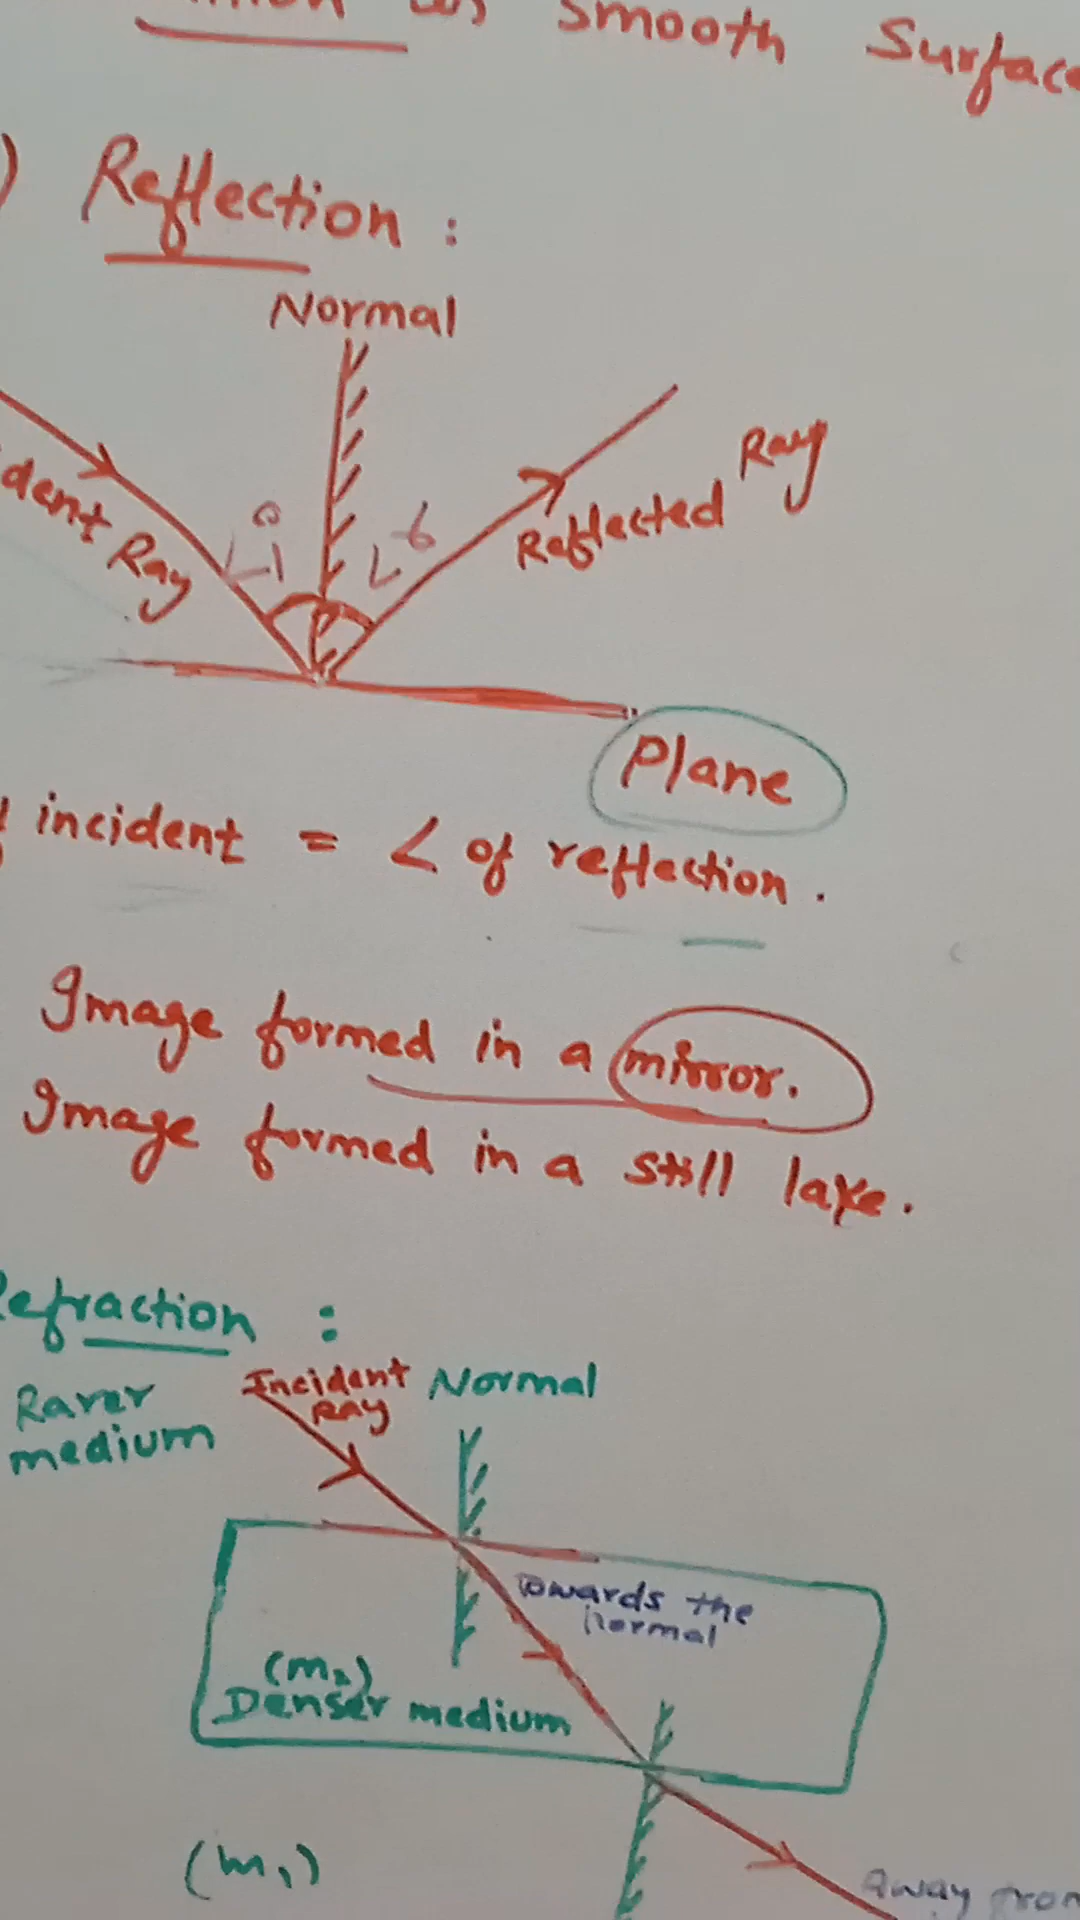 Smooth Surface
) Reflection :
Normal
dent Ray
∠i
∠r
Reflected Ray
Plane
incident = ∠ of reflection.
Image formed in a mirror.
Image formed in a still lake.
Refraction :
Rarer medium
Incident Ray
Normal
Towards the
Normal
(m2)
Denser medium
(m1)
Away from